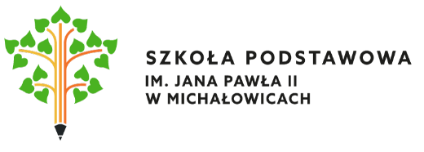 SZKOŁA PODSTAWOWA
IM. JANA PAWŁA II
W MICHAŁOWICACH